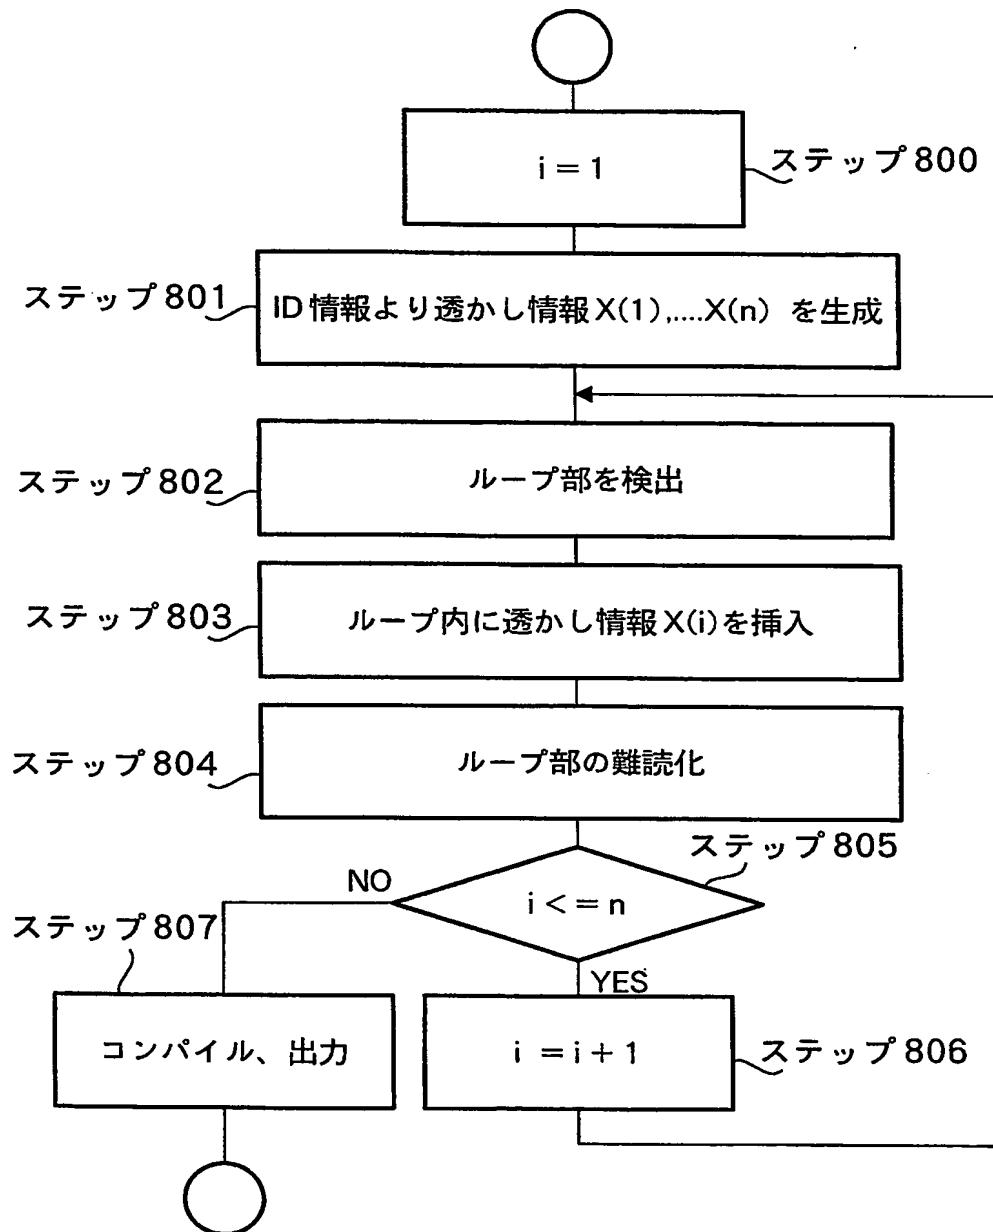 i = 1
ステップ800
ステップ801
ID情報より透かし情報X(1),....X(n) を生成
ステップ802
ループ部を検出
ステップ803
ループ内に透かし情報X(i)を挿入
ステップ804
ループ部の難読化
ステップ805
NO
i <= n
ステップ807
YES
コンパイル、出力
i = i + 1
ステップ806